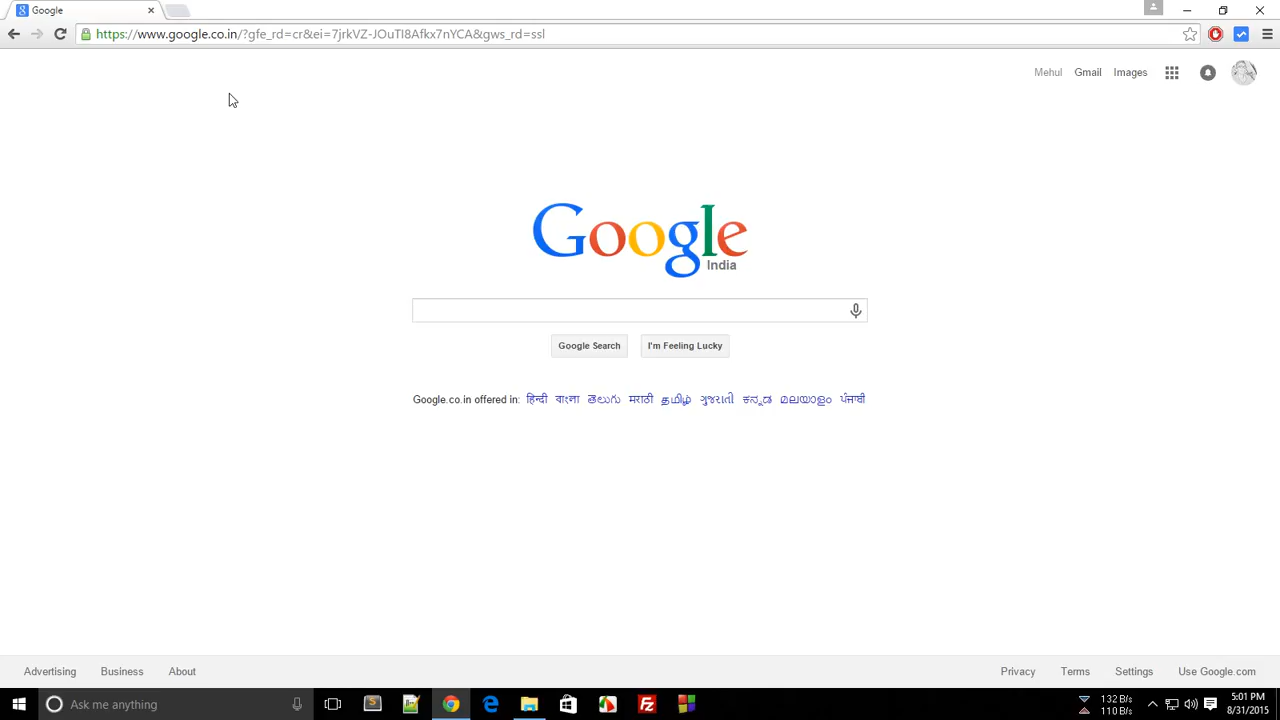 Google
https://www.google.co.in/?gfe_rd=cr&ei=7jrkVZ-JOuTI8Afkx7nYCA&gws_rd=ssl
Mehul Gmail Images
Google
India
Google Search I'm Feeling Lucky
Google.co.in offered in: हिन्दी বাংলা తెలుగు मराठी தமிழ் ગુજરાતી ಕನ್ನಡ മലയാളം ਪੰਜਾਬੀ
Advertising Business About Privacy Terms Settings Use Google.com
Ask me anything
132 B/s
110 B/s
5:01 PM
8/31/2015